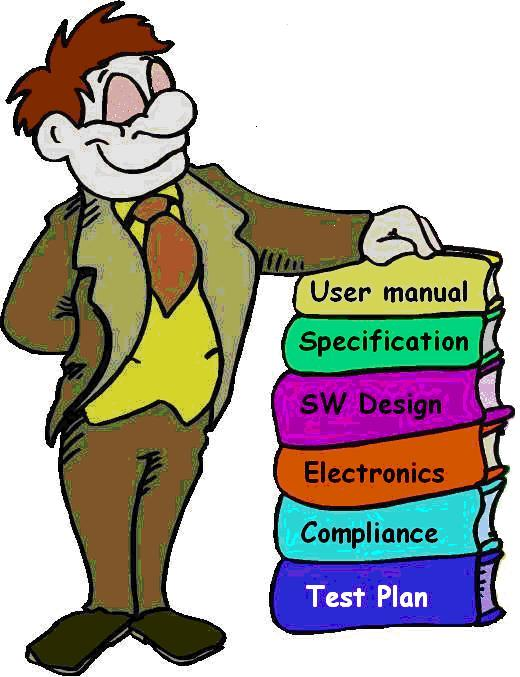 User manual
Specification
SW Design
Electronics
Compliance
Test Plan